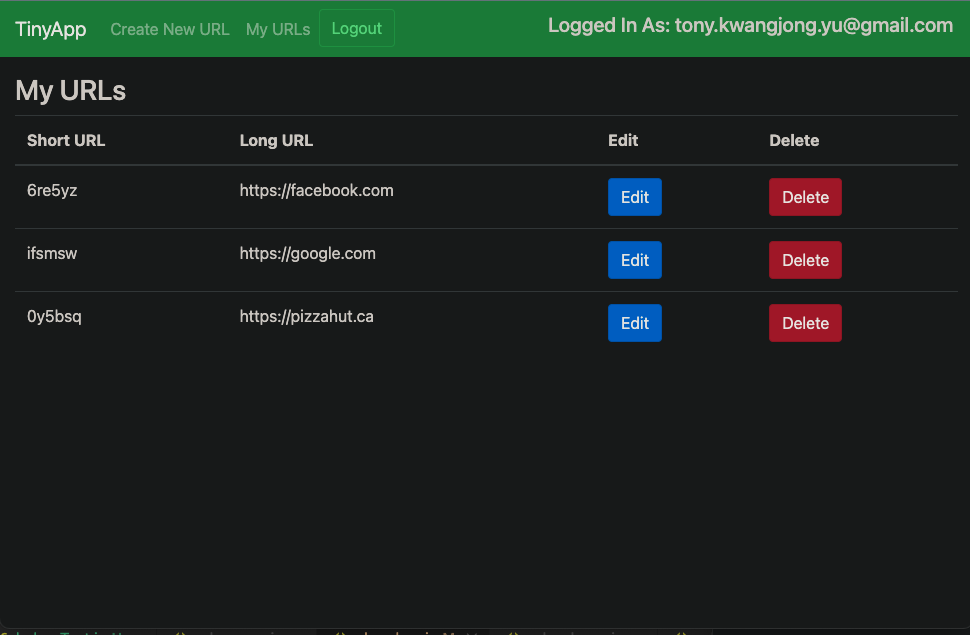 TinyApp Create New URL My URLs Logout Logged In As: tony.kwangjong.yu@gmail.com
My URLs
Short URL Long URL Edit Delete
6re5yz https://facebook.com Edit Delete
ifsmsw https://google.com Edit Delete
0y5bsq https://pizzahut.ca Edit Delete